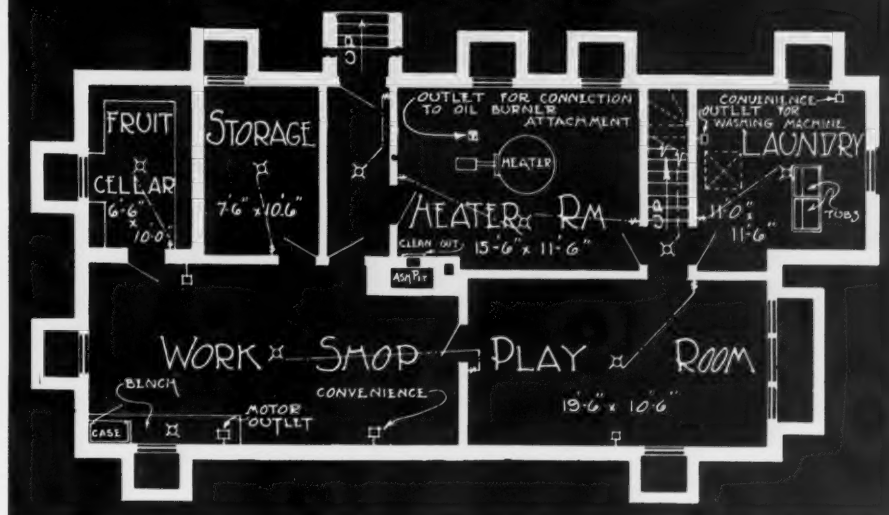 UP
FRUIT
CELLAR
6'-6"
x
10'-0"
STORAGE
7'6" x 10'6"
OUTLET FOR CONNECTION
TO OIL BURNER
ATTACHMENT
HEATER
HEATER RM
15'-6" x 11'-6"
CLEAN OUT
ASH PIT
UP
CONVENIENCE
OUTLET FOR
WASHING MACHINE
LAUNDRY
11'-0" x
11'-6"
TUBS
WORK SHOP
BENCH
CASE
MOTOR
OUTLET
CONVENIENCE
PLAY ROOM
19'-6" x 10'-6"